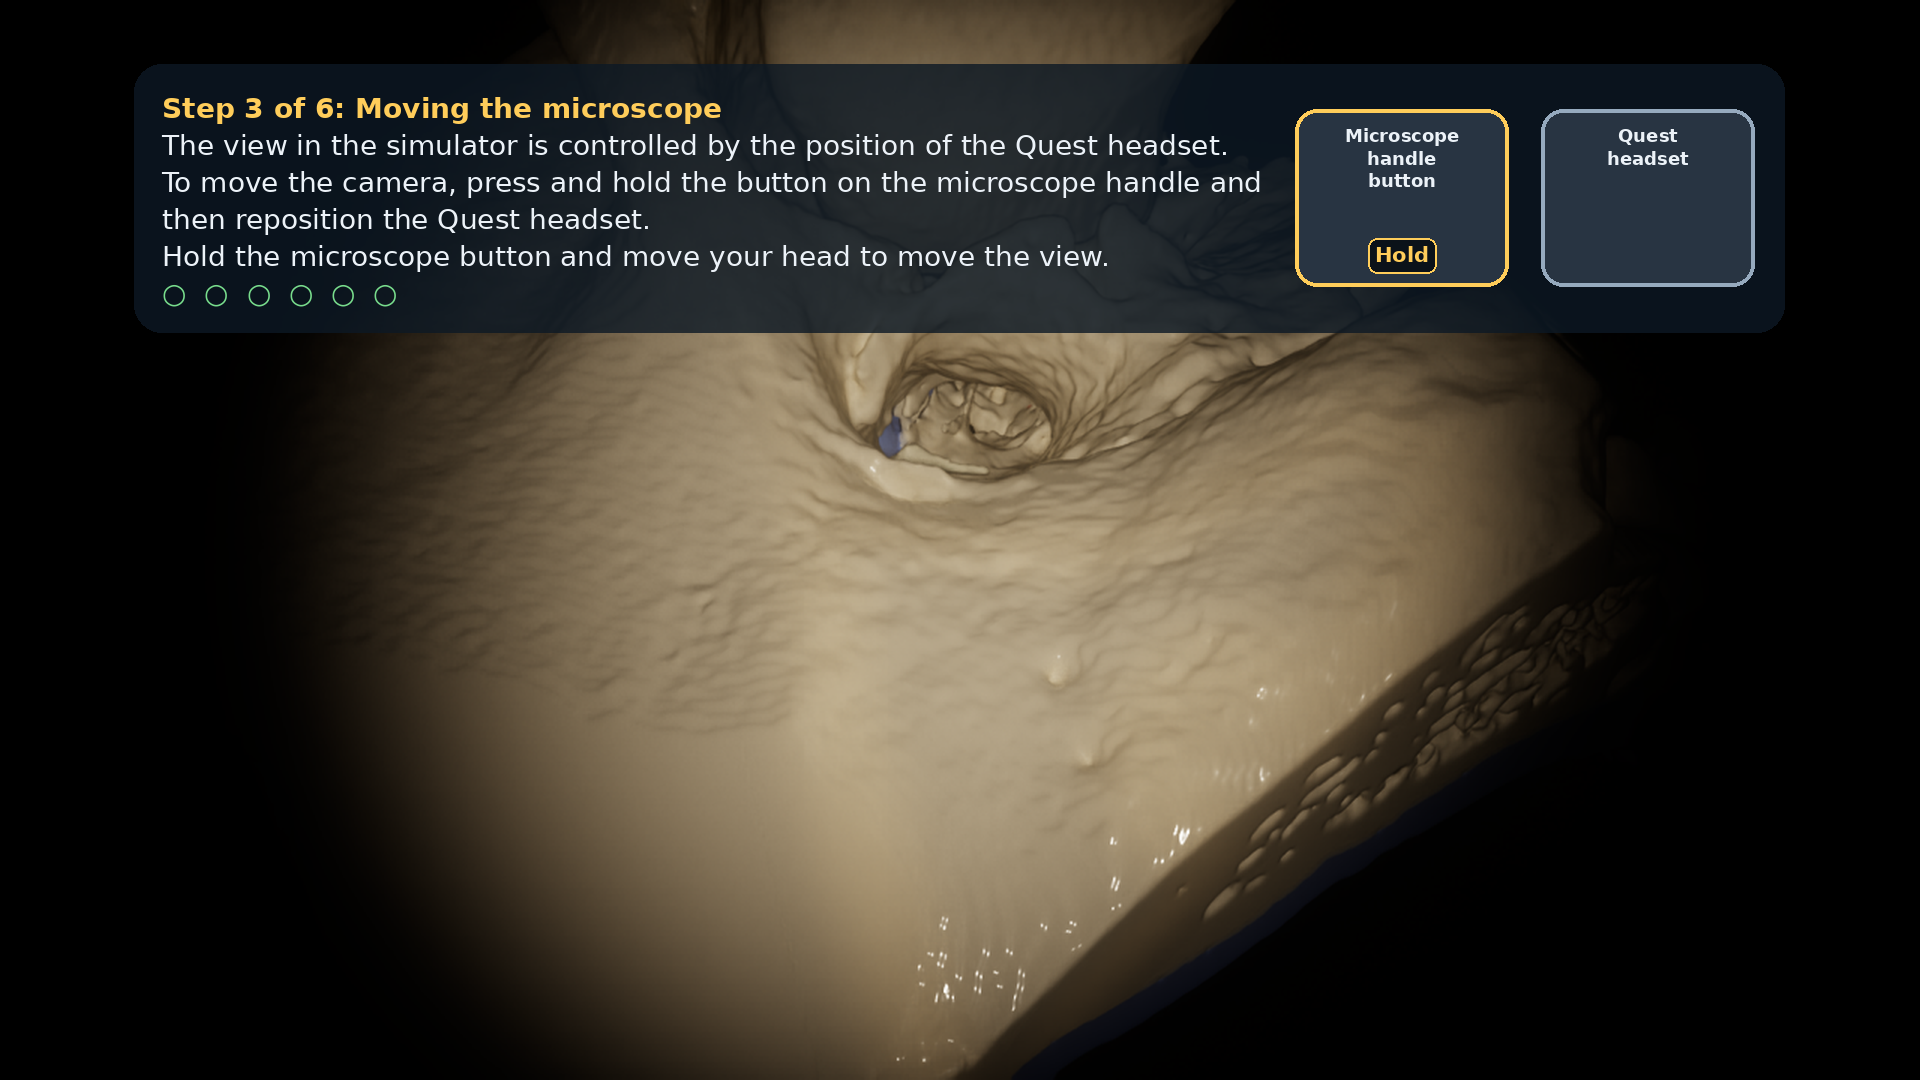 Step 3 of 6: Moving the microscope
The view in the simulator is controlled by the position of the Quest headset.
To move the camera, press and hold the button on the microscope handle and
then reposition the Quest headset.
Hold the microscope button and move your head to move the view.
Microscope
handle
button
Hold
Quest
headset